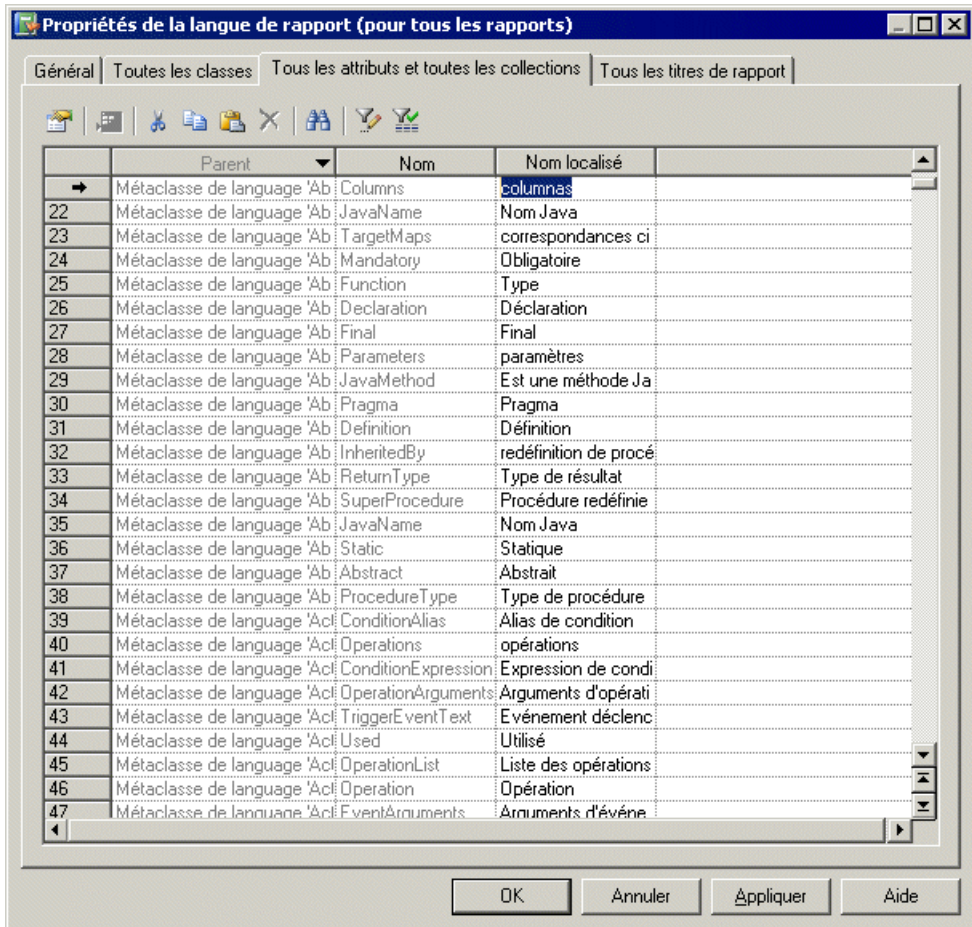 Propriétés de la langue de rapport (pour tous les rapports)
Général Toutes les classes Tous les attributs et toutes les collections Tous les titres de rapport
Parent Nom Nom localisé
Métaclasse de language 'Ab Columns columnas
22 Métaclasse de language 'Ab JavaName Nom Java
23 Métaclasse de language 'Ab TargetMaps correspondances ci
24 Métaclasse de language 'Ab Mandatory Obligatoire
25 Métaclasse de language 'Ab Function Type
26 Métaclasse de language 'Ab Declaration Déclaration
27 Métaclasse de language 'Ab Final Final
28 Métaclasse de language 'Ab Parameters paramètres
29 Métaclasse de language 'Ab JavaMethod Est une méthode Ja
30 Métaclasse de language 'Ab Pragma Pragma
31 Métaclasse de language 'Ab Definition Définition
32 Métaclasse de language 'Ab InheritedBy redéfinition de procé
33 Métaclasse de language 'Ab ReturnType Type de résultat
34 Métaclasse de language 'Ab SuperProcedure Procédure redéfinie
35 Métaclasse de language 'Ab JavaName Nom Java
36 Métaclasse de language 'Ab Static Statique
37 Métaclasse de language 'Ab Abstract Abstrait
38 Métaclasse de language 'Ab ProcedureType Type de procédure
39 Métaclasse de language 'Act ConditionAlias Alias de condition
40 Métaclasse de language 'Act Operations opérations
41 Métaclasse de language 'Act ConditionExpression Expression de condi
42 Métaclasse de language 'Act OperationArguments Arguments d'opérati
43 Métaclasse de language 'Act TriggerEventText Evénement déclenc
44 Métaclasse de language 'Act Used Utilisé
45 Métaclasse de language 'Act OperationList Liste des opérations
46 Métaclasse de language 'Act Operation Opération
47 Métaclasse de language 'Act EventArguments Arguments d'événe
OK Annuler Appliquer Aide